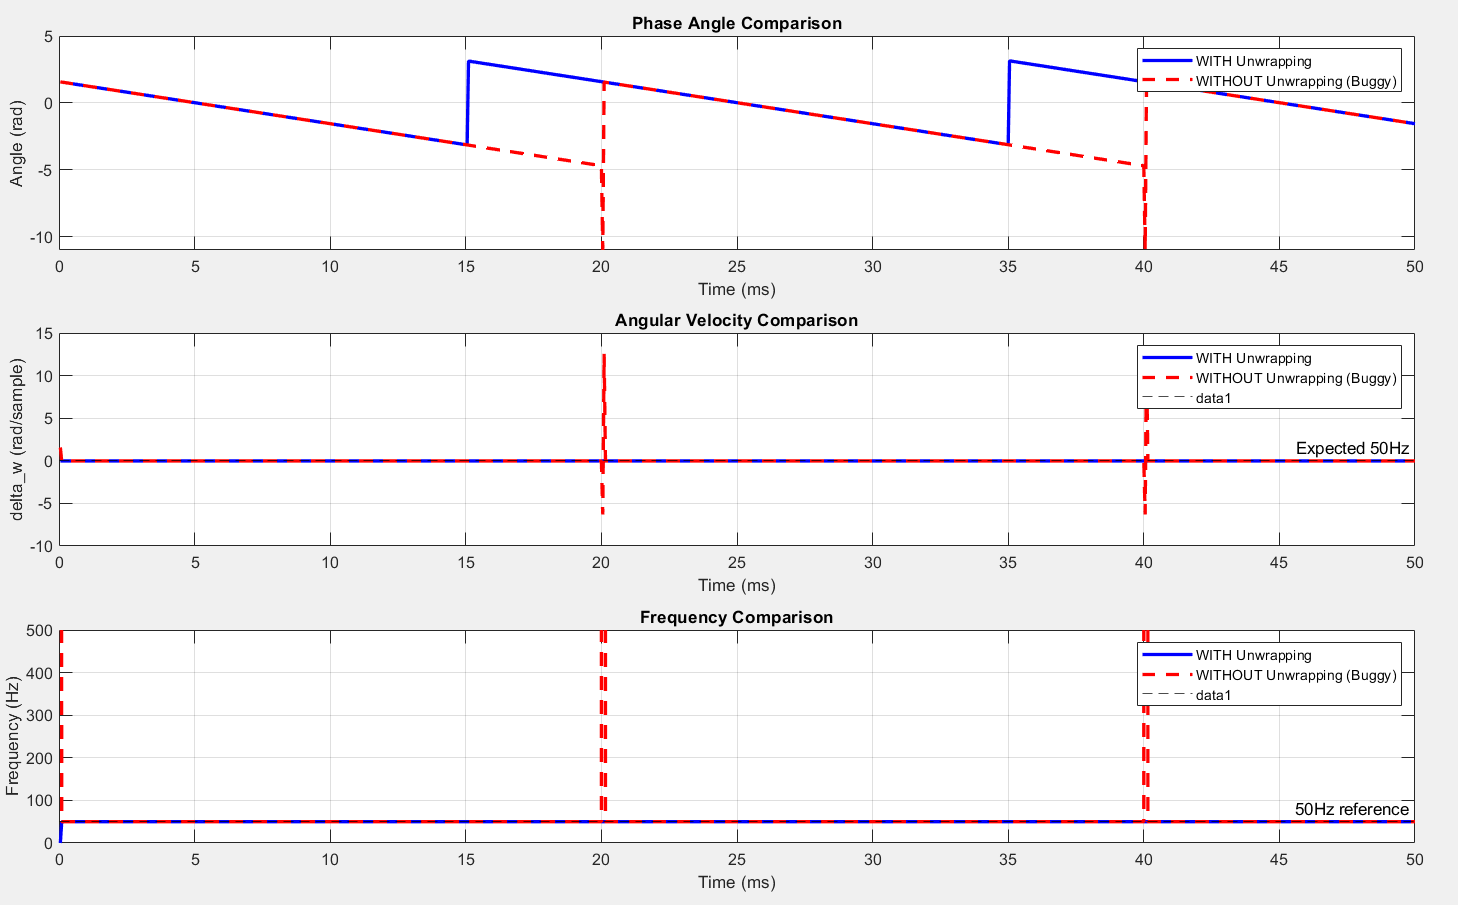 Phase Angle Comparison
5
0
-5
-10
Angle (rad)
WITH Unwrapping
WITHOUT Unwrapping (Buggy)
0 5 10 15 20 25 30 35 40 45 50
Time (ms)
Angular Velocity Comparison
15
10
5
0
-5
-10
delta_w (rad/sample)
WITH Unwrapping
WITHOUT Unwrapping (Buggy)
data1
Expected 50Hz
0 5 10 15 20 25 30 35 40 45 50
Time (ms)
Frequency Comparison
500
400
300
200
100
0
Frequency (Hz)
WITH Unwrapping
WITHOUT Unwrapping (Buggy)
data1
50Hz reference
0 5 10 15 20 25 30 35 40 45 50
Time (ms)